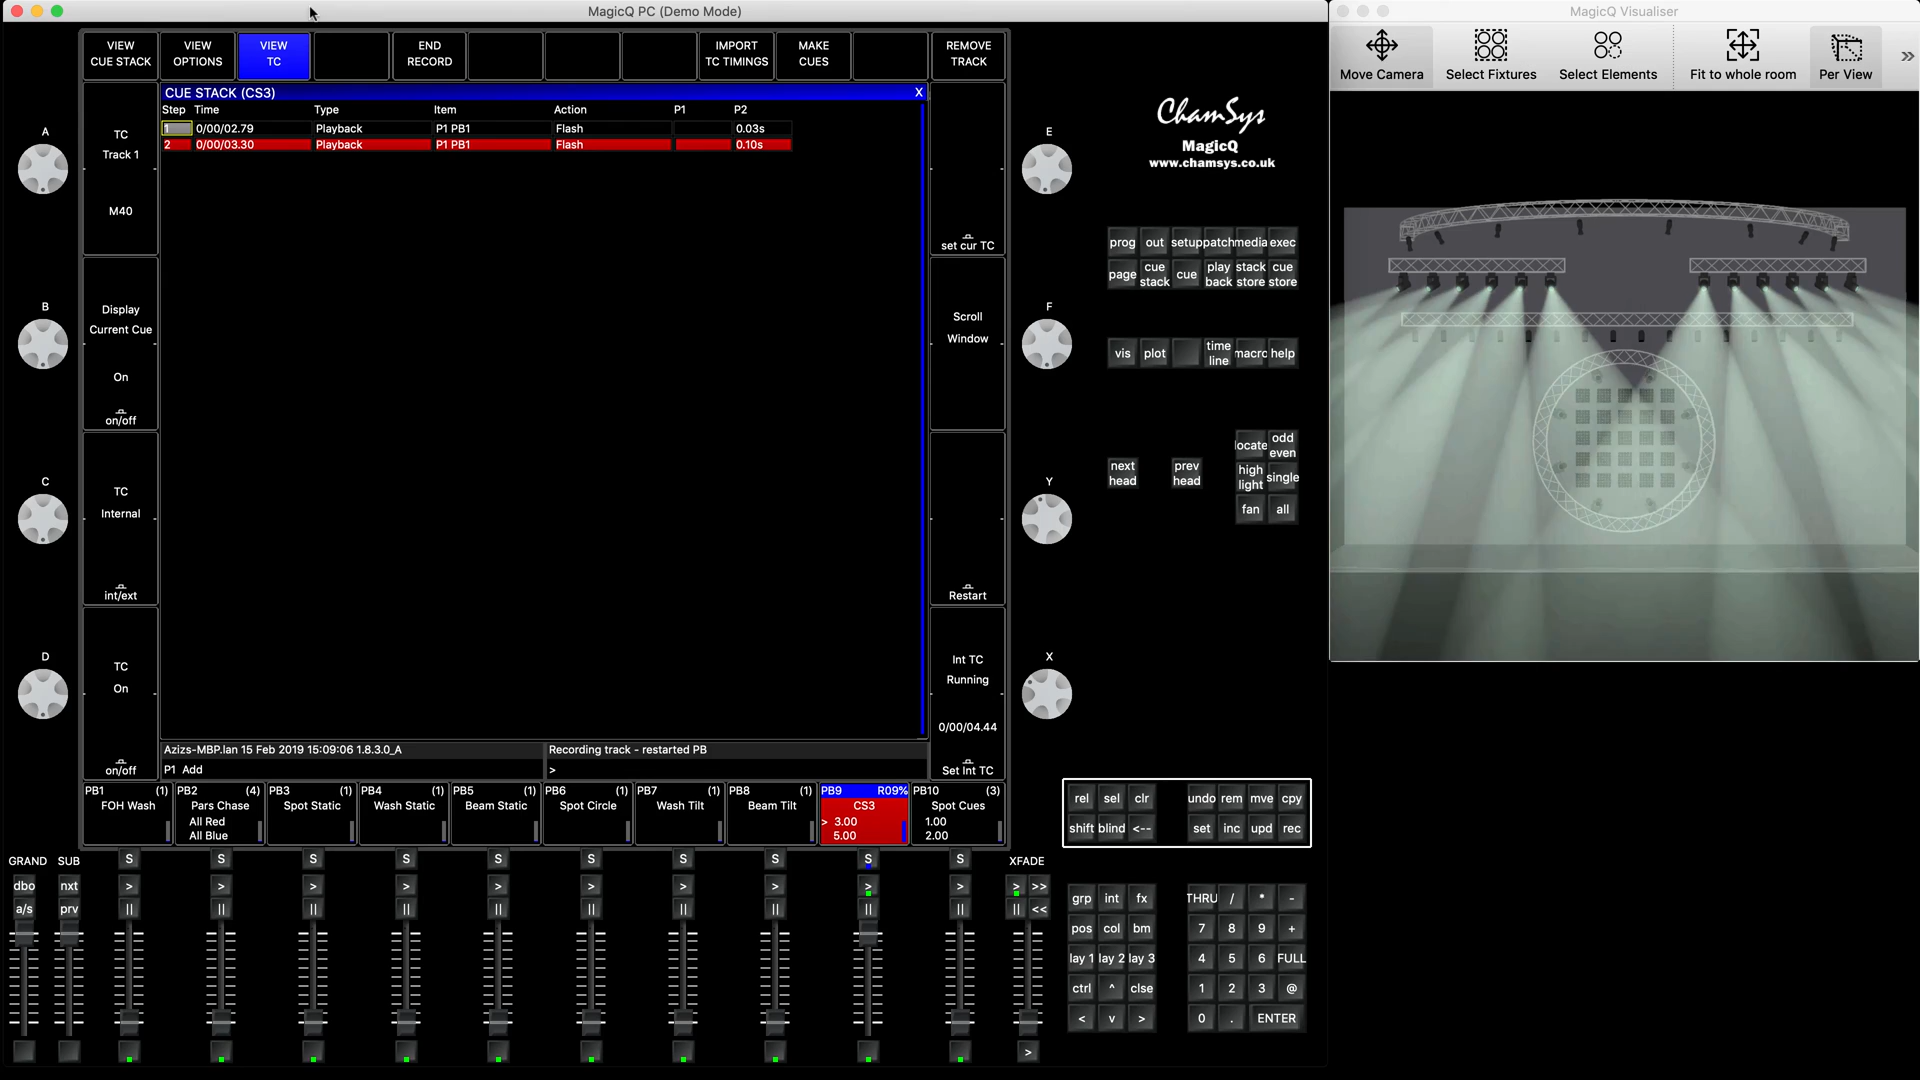 MagicQ PC (Demo Mode)
MagicQ Visualiser
VIEW CUE STACK
VIEW OPTIONS
VIEW TC
END RECORD
IMPORT TC TIMINGS
MAKE CUES
REMOVE TRACK
Move Camera
Select Fixtures
Select Elements
Fit to whole room
Per View
»
CUE STACK (CS3) X
Step Time Type Item Action P1 P2
1 0/00/02.79 Playback P1 PB1 Flash 0.03s
2 0/00/03.30 Playback P1 PB1 Flash 0.10s
A
TC
Track 1
M40
B
Display
Current Cue
On
on/off
C
TC
Internal
int/ext
D
TC
On
on/off
E
set cur TC
F
Scroll
Window
Y
Restart
X
Int TC
Running
0/00/04.44
Set Int TC
ChamSys
MagicQ
www.chamsys.co.uk
prog out setup patch media exec
page cue stack cue play back stack store cue store
vis plot time line macro help
next head prev head
locate odd even
high light single
fan all
Azizs-MBP.lan 15 Feb 2019 15:09:06 1.8.3.0_A
Recording track - restarted PB
P1 Add
>
PB1 (1) PB2 (4) PB3 (1) PB4 (1) PB5 (1) PB6 (1) PB7 (1) PB8 (1) PB9 R09% PB10 (3)
FOH Wash Pars Chase Spot Static Wash Static Beam Static Spot Circle Wash Tilt Beam Tilt CS3 Spot Cues
All Red > 3.00 1.00
All Blue 5.00 2.00
GRAND SUB S S S S S S S S S S XFADE
dbo nxt > > > > > > > > > > > >>
a/s prv || || || || || || || || || || || <<
>
rel sel clr undo rem mve cpy
shift blind <-- set inc upd rec
grp int fx THRU / * -
pos col bm 7 8 9 +
lay 1 lay 2 lay 3 4 5 6 FULL
ctrl ^ clse 1 2 3 @
< v > 0 . ENTER